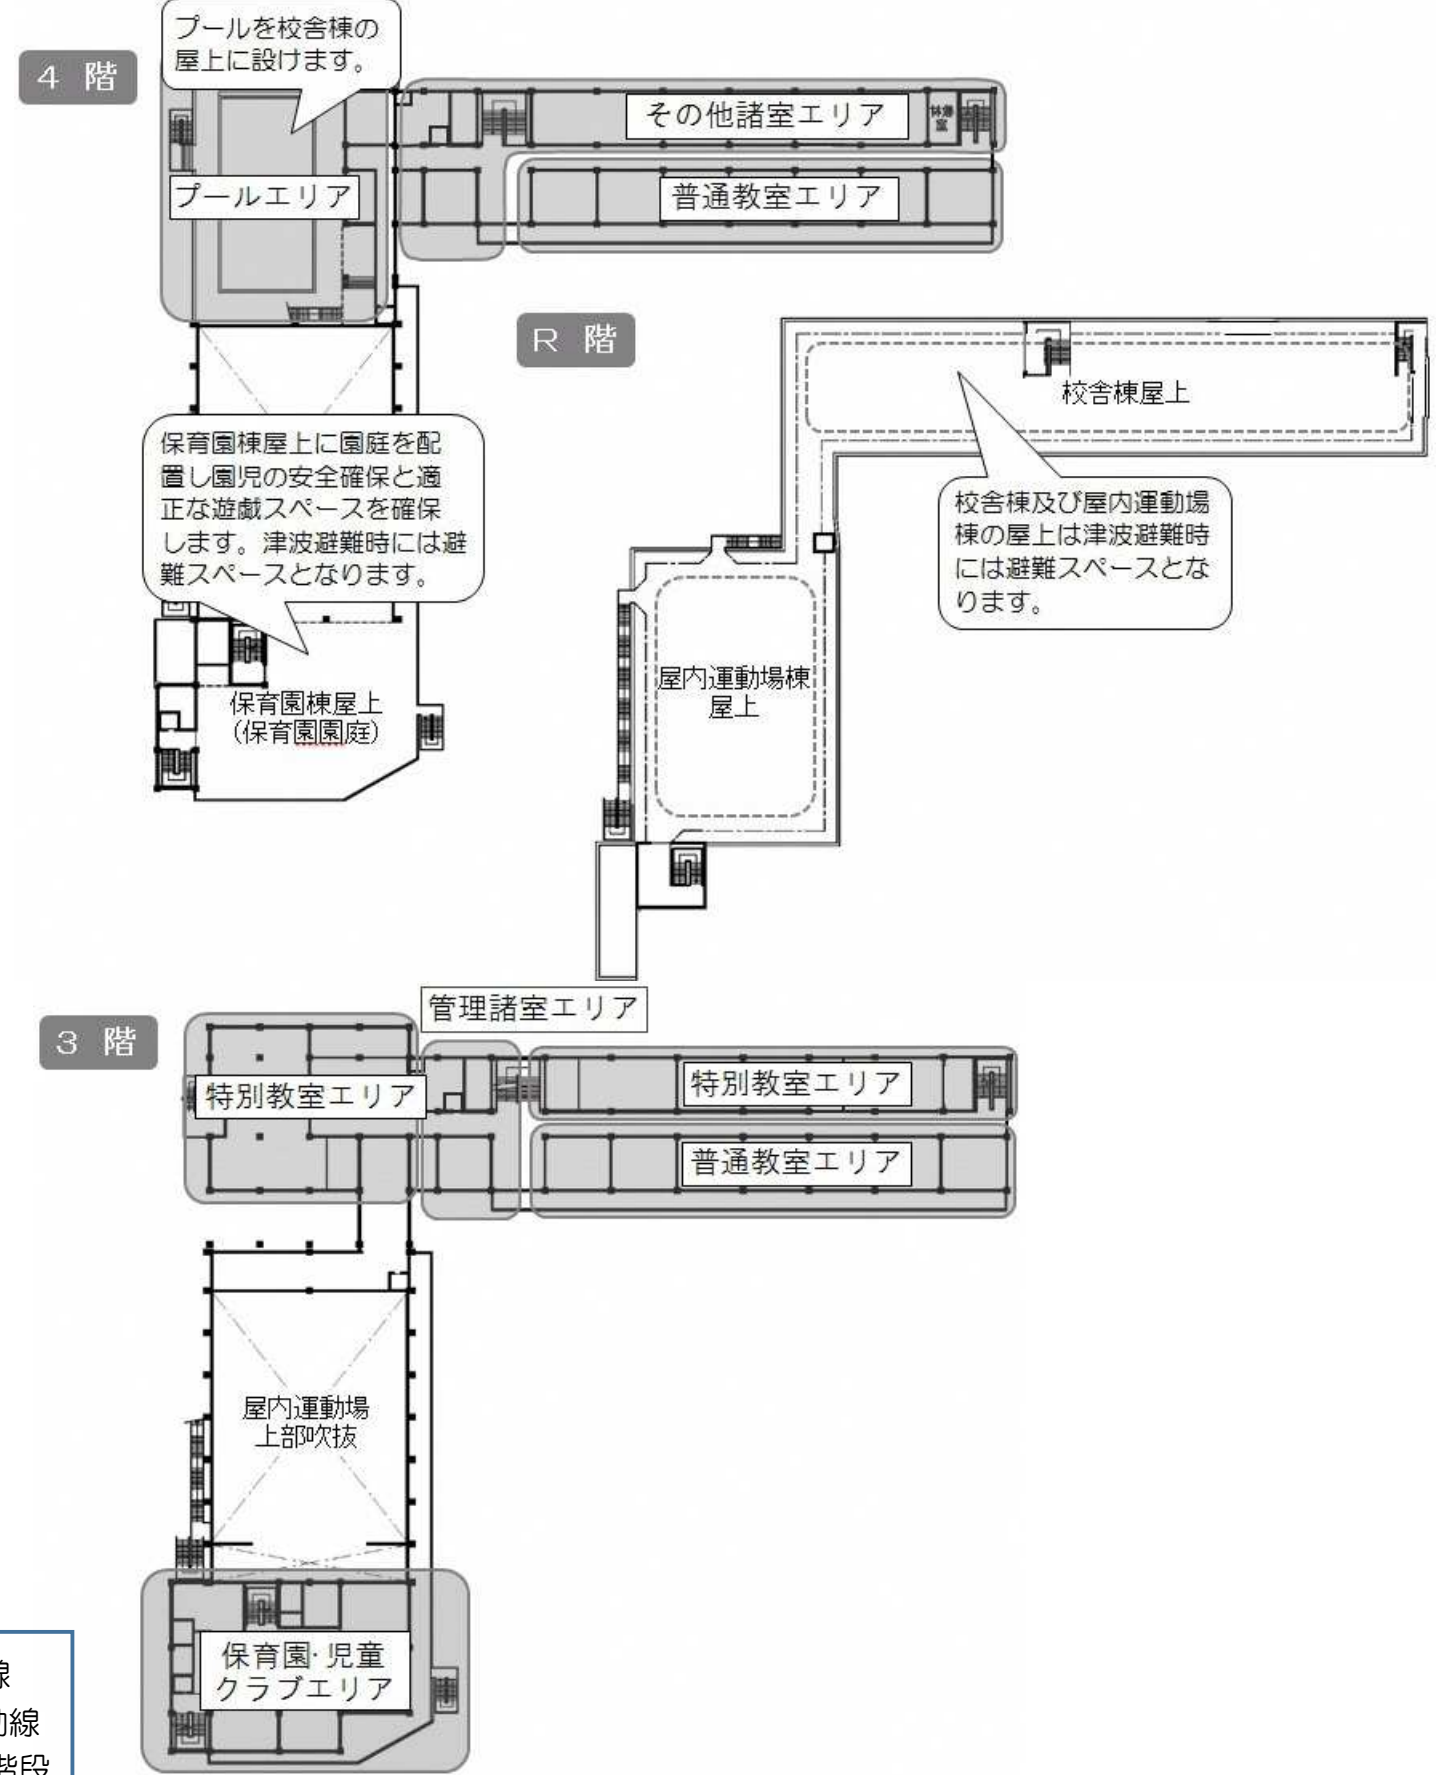 プールを校舎棟の
屋上に設けます。
4 階
その他諸室エリア
プールエリア
普通教室エリア
R 階
校舎棟屋上
保育園棟屋上に園庭を配
置し園児の安全確保と適
正な遊戯スペースを確保
します。津波避難時には避
難スペースとなります。
校舎棟及び屋内運動場
棟の屋上は津波避難時
には避難スペースとな
ります。
屋内運動場棟
屋上
保育園棟屋上
(保育園園庭)
管理諸室エリア
3 階
特別教室エリア
特別教室エリア
普通教室エリア
屋内運動場
上部吹抜
保育園･児童
クラブエリア
線
動線
階段